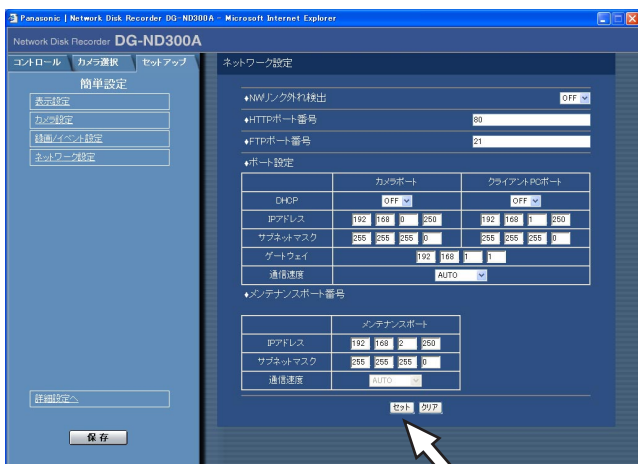 Panasonic | Network Disk Recorder DG-ND300A - Microsoft Internet Explorer
Network Disk Recorder DG-ND300A
コントロール カメラ選択 セットアップ
簡単設定
表示設定
カメラ設定
録画/イベント設定
ネットワーク設定
詳細設定へ
保存
ネットワーク設定
♦NWリンク外れ検出 OFF
♦HTTPポート番号 80
♦FTPポート番号 21
♦ポート設定
カメラポート クライアントPCポート
DHCP OFF OFF
IPアドレス 192 168 0 250 192 168 1 250
サブネットマスク 255 255 255 0 255 255 255 0
ゲートウェイ 192 168 1 1
通信速度 AUTO
♦メンテナンスポート番号
メンテナンスポート
IPアドレス 192 168 2 250
サブネットマスク 255 255 255 0
通信速度 AUTO
セット クリア